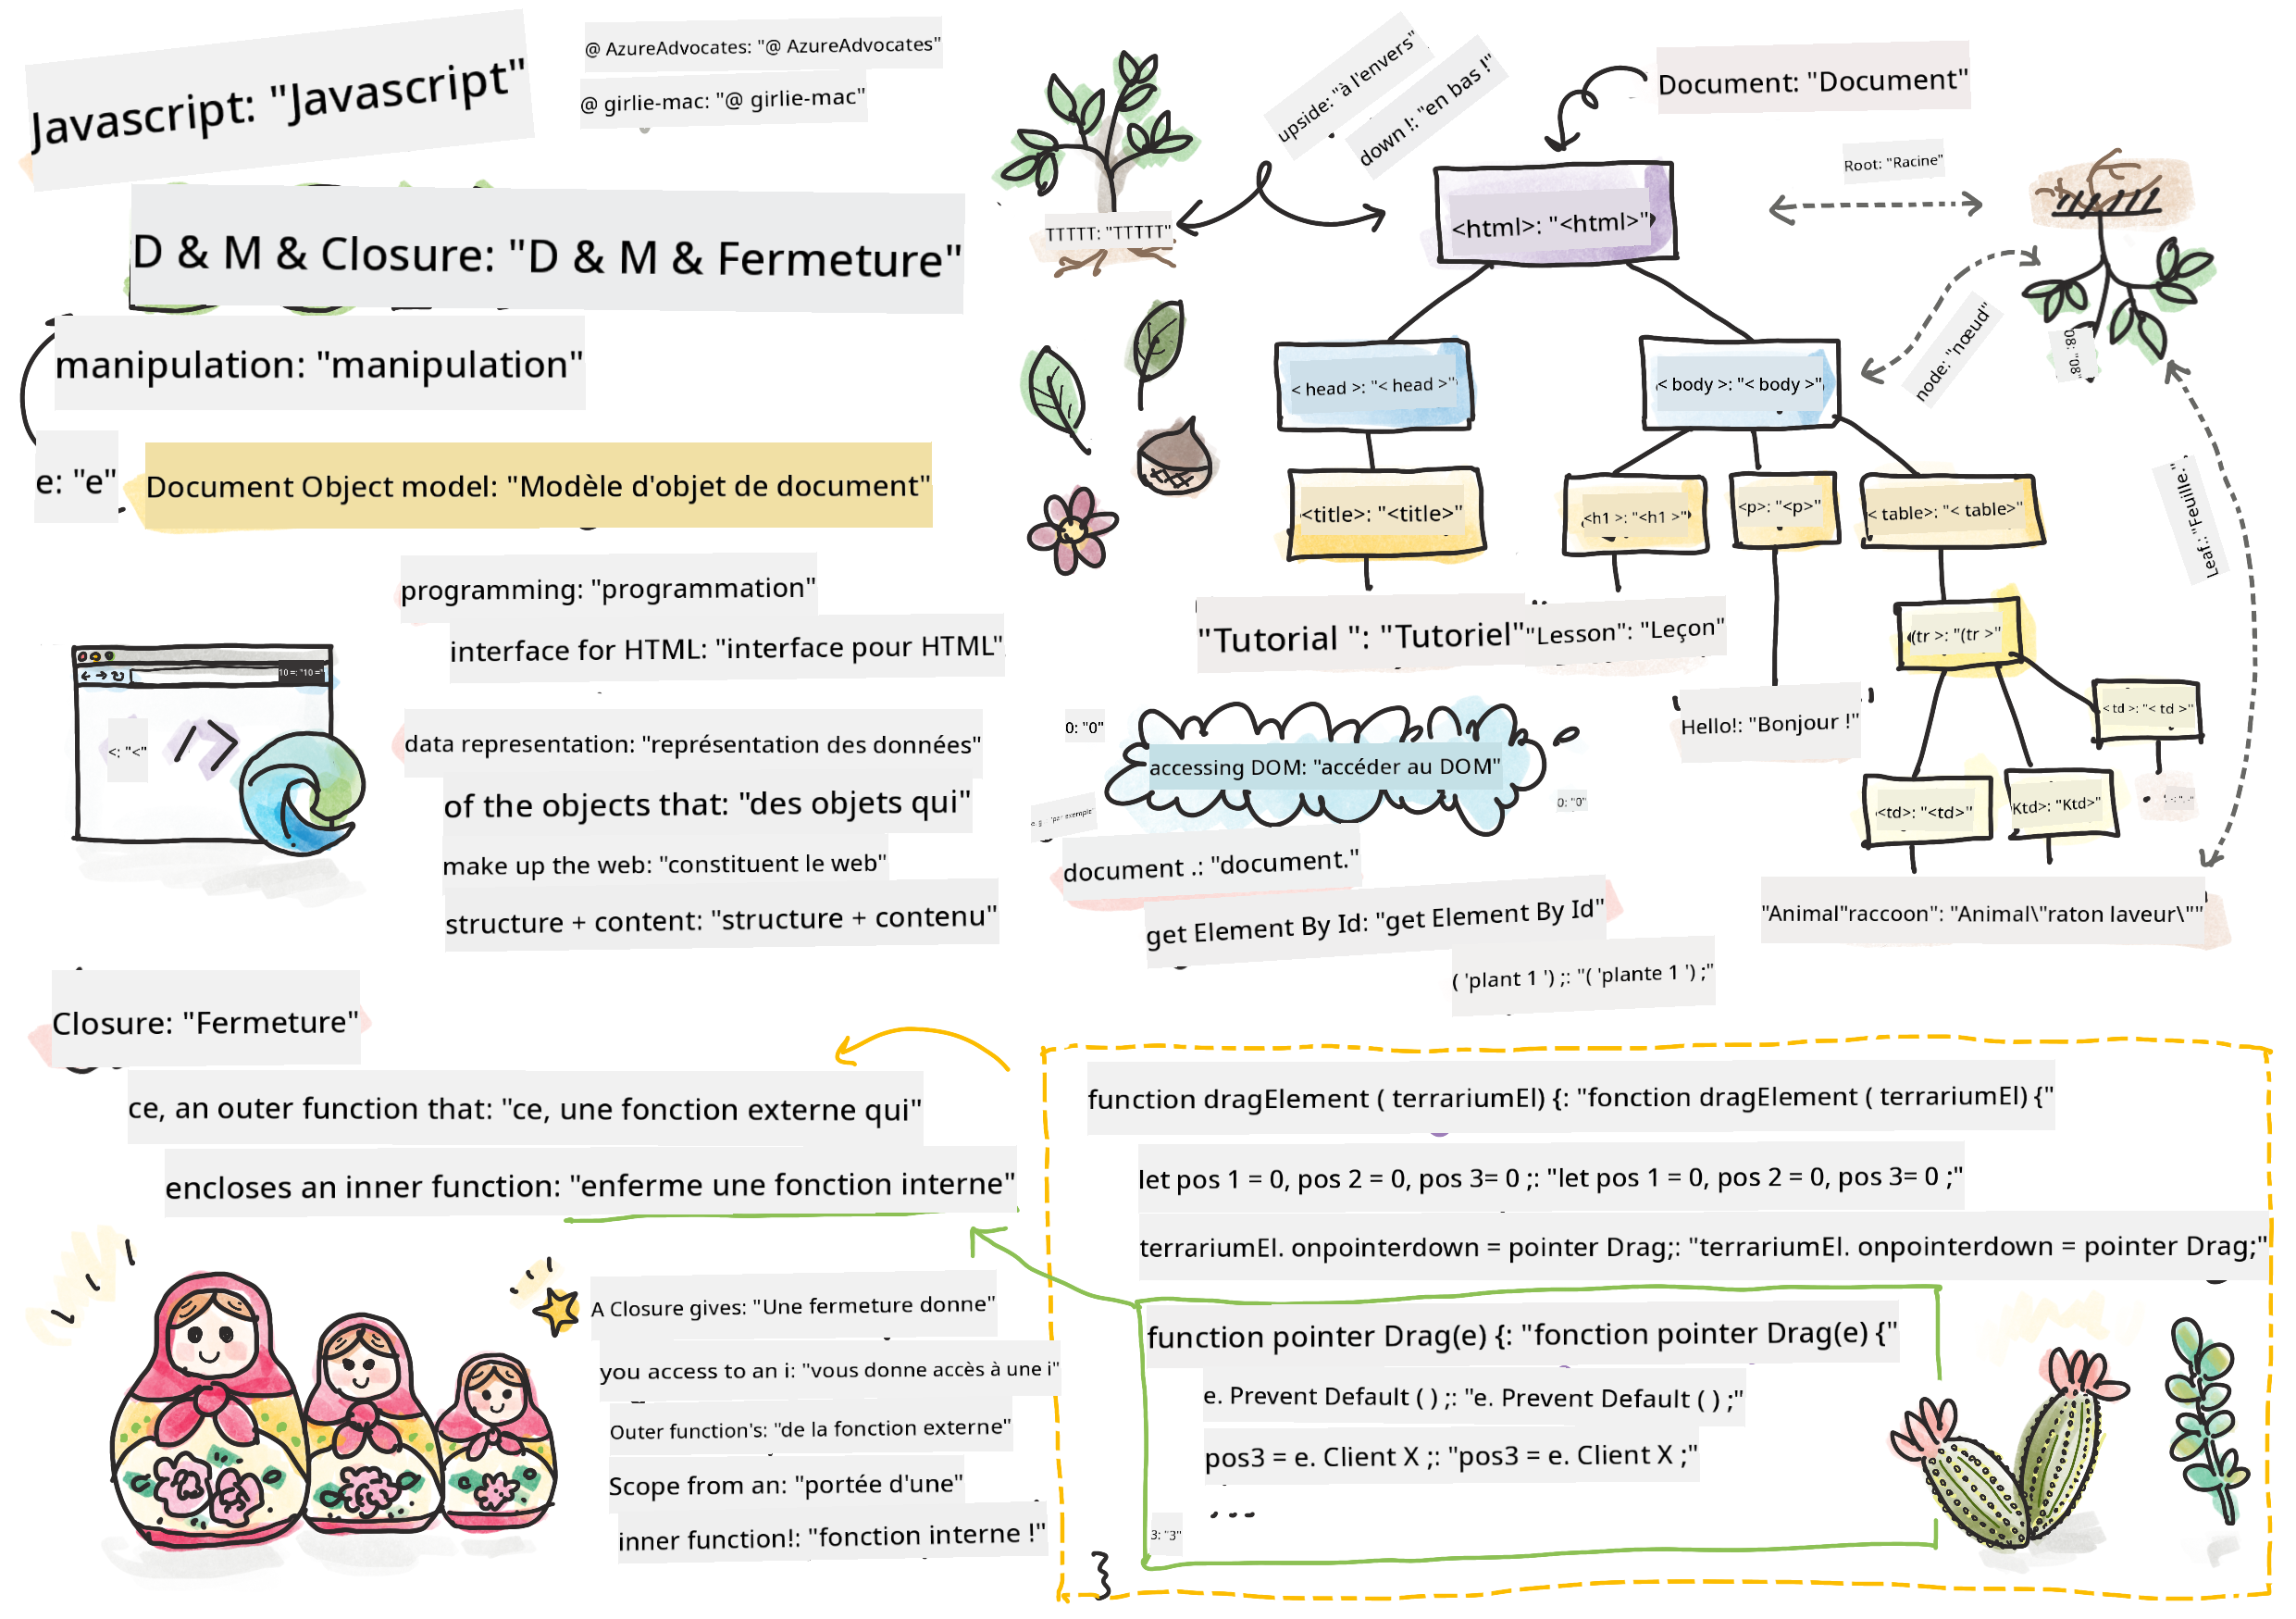 Javascript: "Javascript"
@ AzureAdvocates: "@ AzureAdvocates"
@ girlie-mac: "@ girlie-mac"
D & M & Closure: "D & M & Fermeture"
manipulation: "manipulation"
e: "e"
Document Object model: "Modèle d'objet de document"
programming: "programmation"
interface for HTML: "interface pour HTML"
10 =: "10 ="
<: "<"
/>
data representation: "représentation des données"
of the objects that: "des objets qui"
make up the web: "constituent le web"
structure + content: "structure + contenu"
upside: "à l'envers"
down !: "en bas !"
Document: "Document"
Root: "Racine"
TTTTT: "TTTTT"
<html>: "<html>"
node: "nœud"
08: "08"
< head >: "< head >"
< body >: "< body >"
Leaf.: "Feuille."
<title>: "<title>"
<h1 >: "<h1 >"
<p>: "<p>"
< table>: "< table>"
"Tutorial ": "Tutoriel"
"Lesson": "Leçon"
(tr >: "(tr >"
Hello!: "Bonjour !"
< td >: "< td >"
<td>: "<td>"
Ktd>: "Ktd>"
"Animal"raccoon": "Animal\"raton laveur\""
0: "0"
accessing DOM: "accéder au DOM"
0: "0"
document .: "document."
get Element By Id: "get Element By Id"
( 'plant 1 ') ;: "( 'plante 1 ') ;"
Closure: "Fermeture"
ce, an outer function that: "ce, une fonction externe qui"
encloses an inner function: "enferme une fonction interne"
A Closure gives: "Une fermeture donne"
you access to an i: "vous donne accès à une i"
Outer function's: "de la fonction externe"
Scope from an: "portée d'une"
inner function!: "fonction interne !"
function dragElement ( terrariumEl) {: "fonction dragElement ( terrariumEl) {"
let pos 1 = 0, pos 2 = 0, pos 3= 0 ;: "let pos 1 = 0, pos 2 = 0, pos 3= 0 ;"
terrariumEl. onpointerdown = pointer Drag;: "terrariumEl. onpointerdown = pointer Drag;"
function pointer Drag(e) {: "fonction pointer Drag(e) {"
e. Prevent Default ( ) ;: "e. Prevent Default ( ) ;"
pos3 = e. Client X ;: "pos3 = e. Client X ;"
...
3: "3"
}